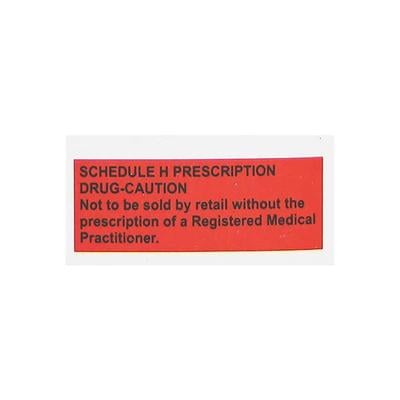 SCHEDULE H PRESCRIPTION
DRUG-CAUTION
Not to be sold by retail without the
prescription of a Registered Medical
Practitioner.